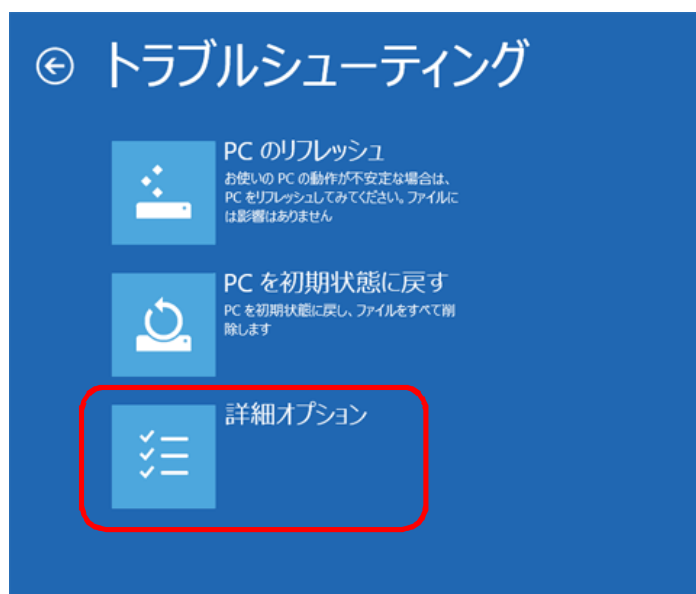 トラブルシューティング
PC のリフレッシュ
お使いの PC の動作が不安定な場合は、
PC をリフレッシュしてみてください。ファイルに
は影響はありません
PC を初期状態に戻す
PC を初期状態に戻し、ファイルをすべて削
除します
詳細オプション